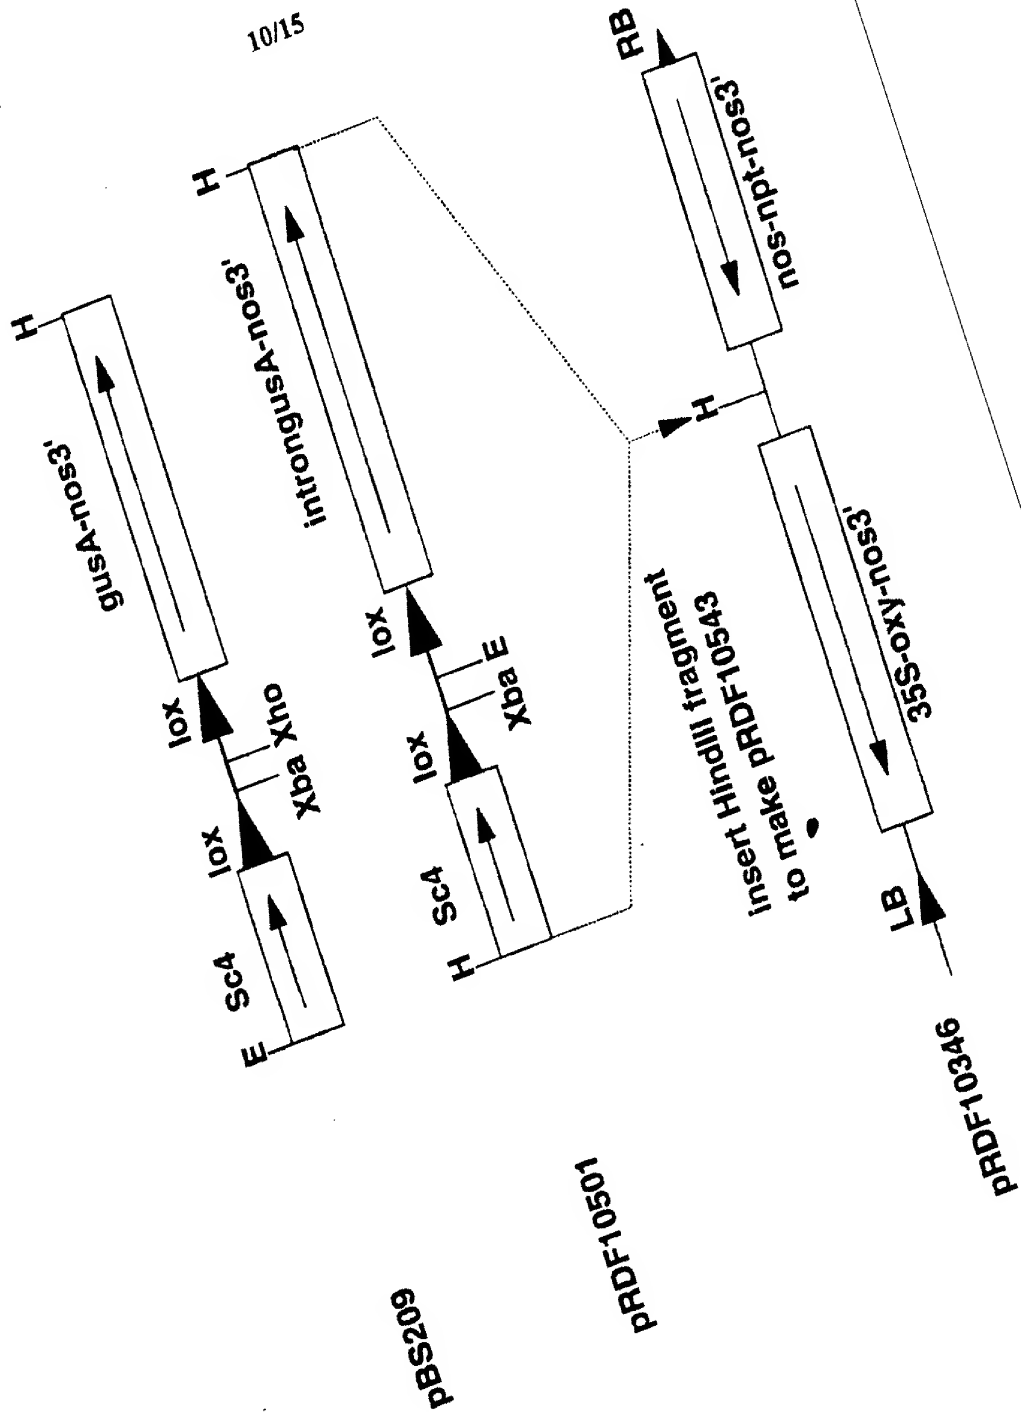 10/15
pBS209
E
Sc4
lox
Xba Xho
lox
gusA-nos3'
H
pRDF10501
H
Sc4
lox
Xba E
lox
introngusA-nos3'
H
insert HindIII fragment
to make pRDF10543
pRDF10346
LB
35S-oxy-nos3'
H
nos-npt-nos3'
RB